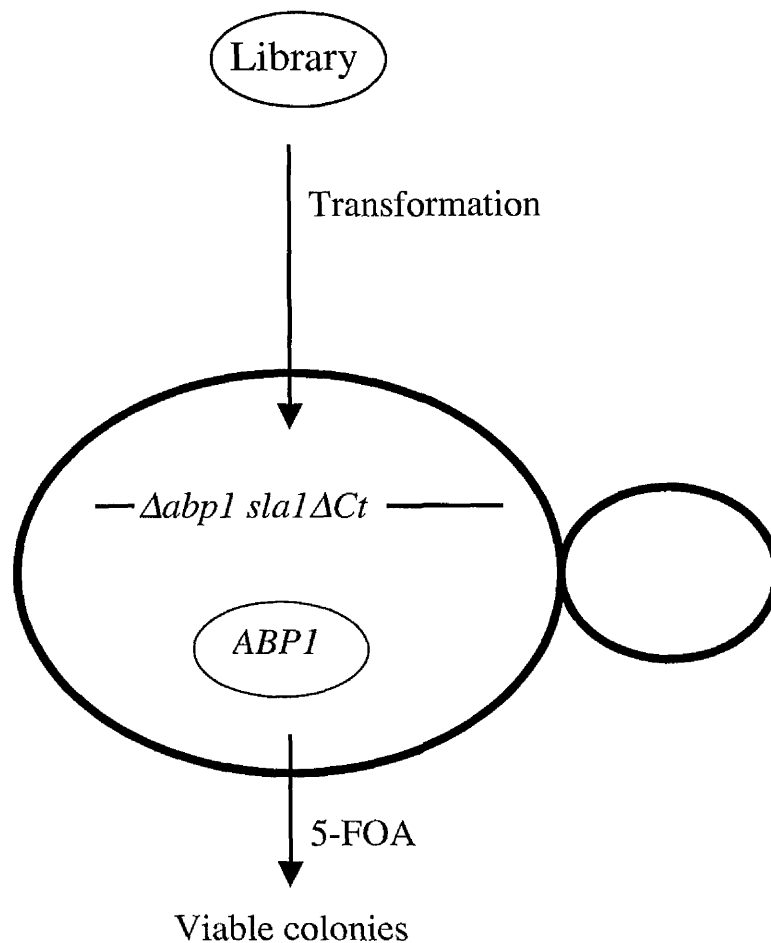 Library
Transformation
Δabp1 sla1ΔCt
ABP1
5-FOA
Viable colonies